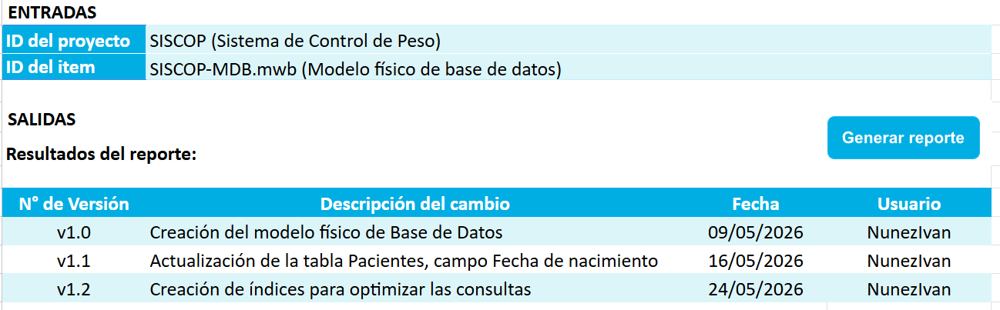 ENTRADAS
ID del proyecto SISCOP (Sistema de Control de Peso)
ID del item SISCOP-MDB.mwb (Modelo físico de base de datos)
SALIDAS
Generar reporte
Resultados del reporte:
N° de Versión Descripción del cambio Fecha Usuario
v1.0 Creación del modelo físico de Base de Datos 09/05/2026 NunezIvan
v1.1 Actualización de la tabla Pacientes, campo Fecha de nacimiento 16/05/2026 NunezIvan
v1.2 Creación de índices para optimizar las consultas 24/05/2026 NunezIvan